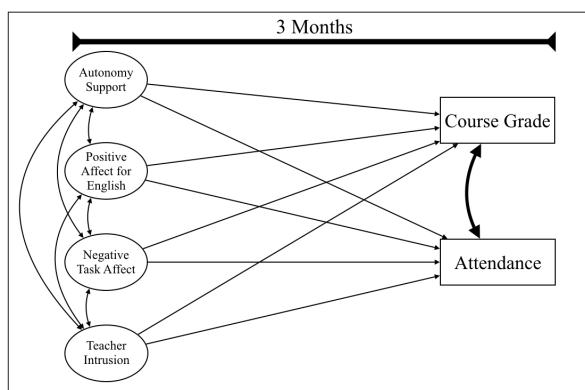 3 Months
Autonomy
Support
Positive
Affect for
English
Negative
Task Affect
Teacher
Intrusion
Course Grade
Attendance